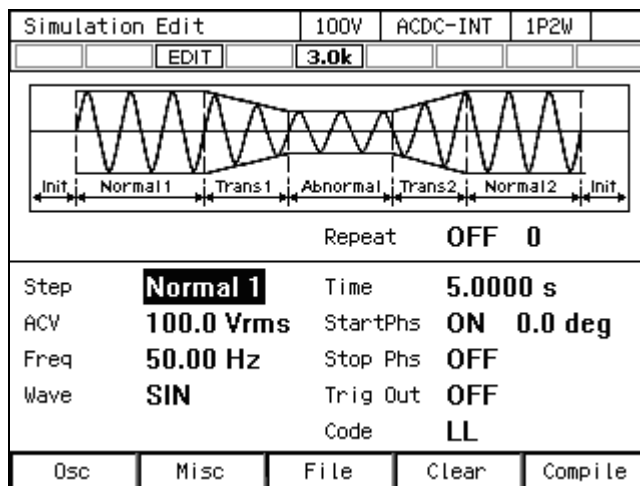 Simulation Edit 100V ACDC-INT 1P2W
EDIT 3.0k
Init Normal1 Trans1 Abnormal Trans2 Normal2 Init
Repeat OFF 0
Step Normal 1 Time 5.0000 s
ACV 100.0 Vrms StartPhs ON 0.0 deg
Freq 50.00 Hz Stop Phs OFF
Wave SIN Trig Out OFF
Code LL
Osc Misc File Clear Compile